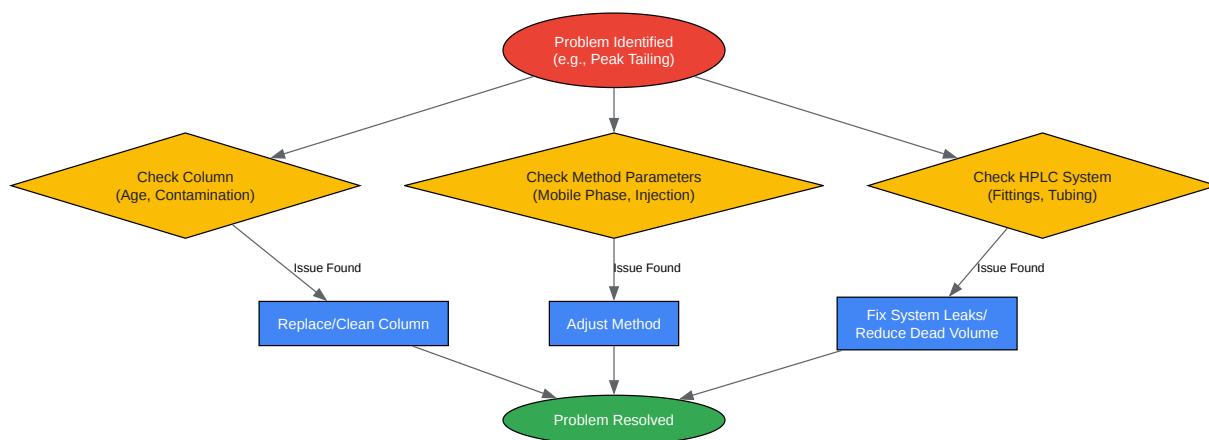 Problem Identified
(e.g., Peak Tailing)
Check Column
(Age, Contamination)
Check Method Parameters
(Mobile Phase, Injection)
Check HPLC System
(Fittings, Tubing)
Issue Found
Issue Found
Issue Found
Replace/Clean Column
Adjust Method
Fix System Leaks/
Reduce Dead Volume
Problem Resolved